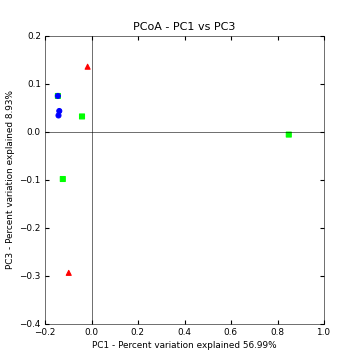 PCoA - PC1 vs PC3
0.2
0.1
0.0
−0.1
−0.2
−0.3
−0.4
PC3 - Percent variation explained 8.93%
−0.2 0.0 0.2 0.4 0.6 0.8 1.0
PC1 - Percent variation explained 56.99%